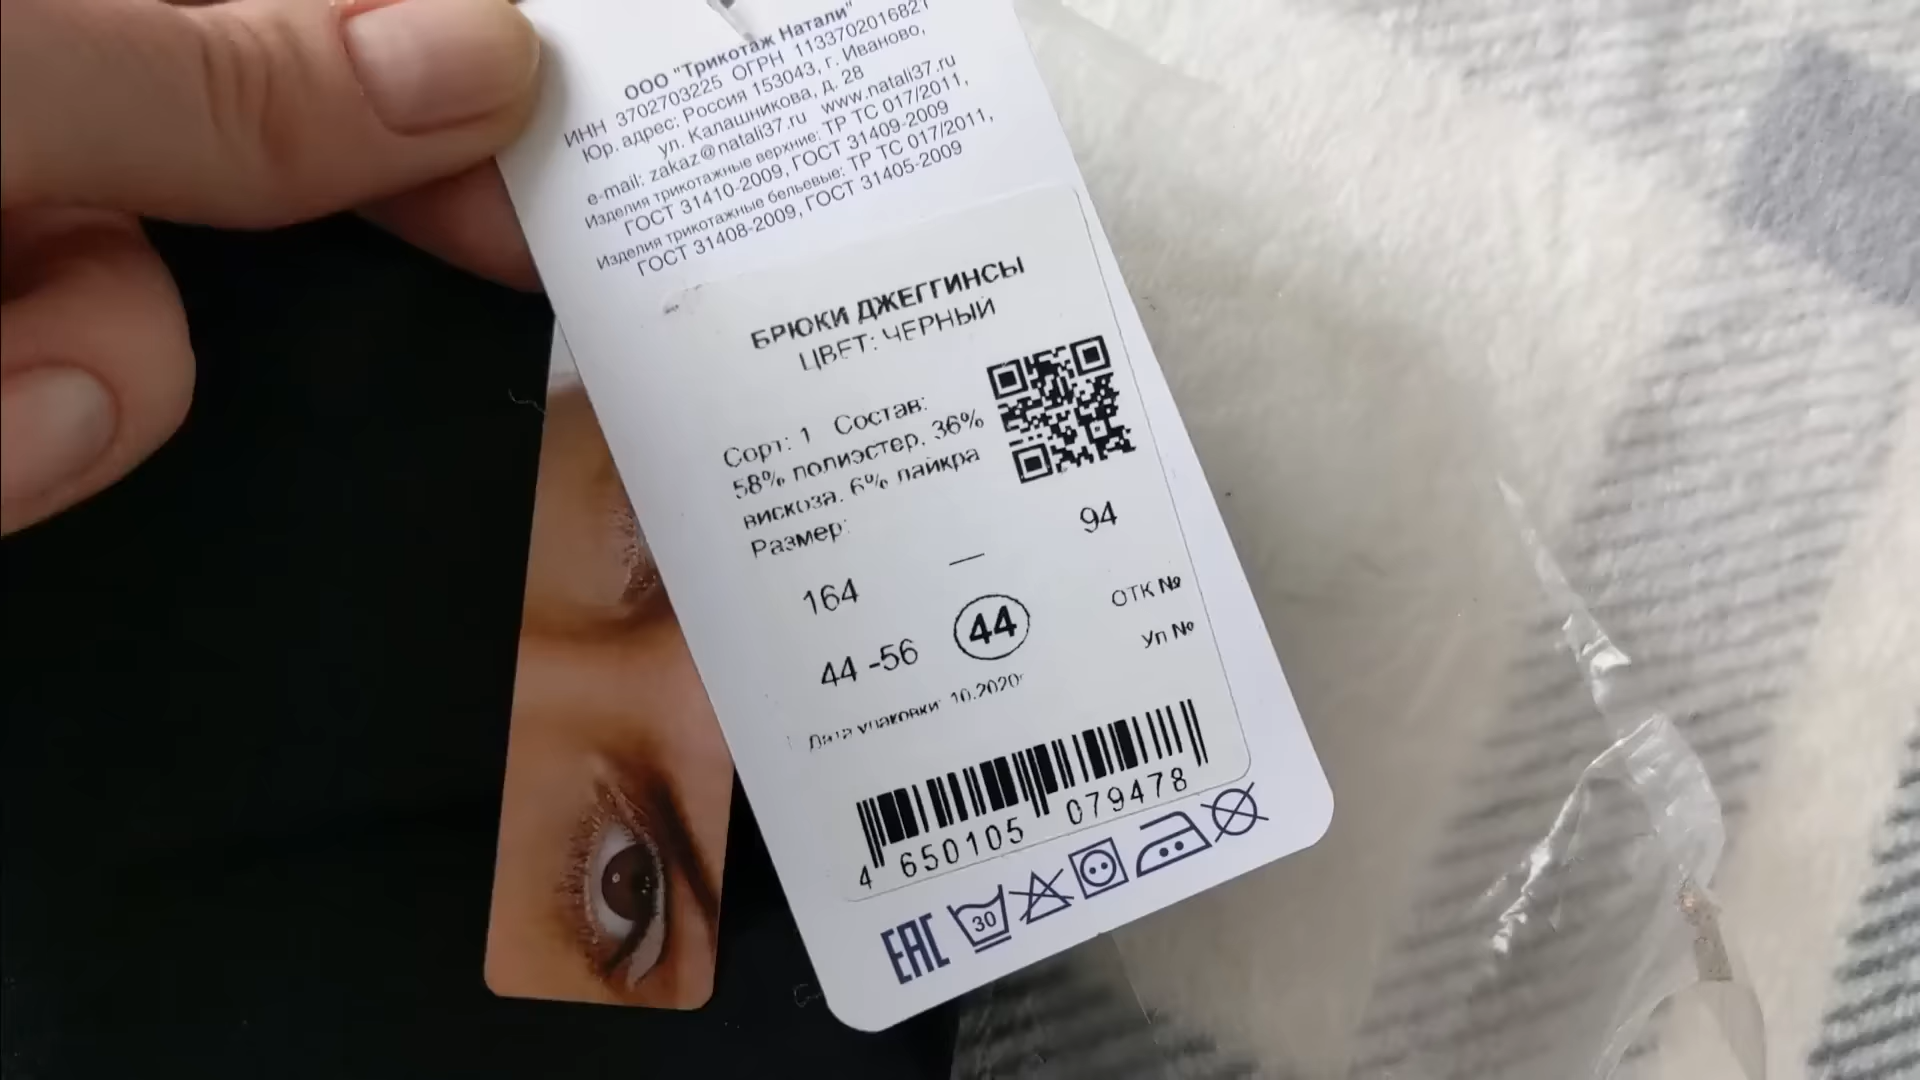 ООО "Трикотаж Натали"
ИНН 3702703225 ОГРН 1133702016821
Юр. адрес: Россия 153043, г. Иваново,
ул. Калашникова, д. 28
e-mail: zakaz@natali37.ru www.natali37.ru
Изделия трикотажные верхние: ТР ТС 017/2011,
ГОСТ 31410-2009, ГОСТ 31409-2009
Изделия трикотажные бельевые: ТР ТС 017/2011,
ГОСТ 31408-2009, ГОСТ 31405-2009
БРЮКИ ДЖЕГГИНСЫ
ЦВЕТ: ЧЕРНЫЙ
Сорт: 1 Состав:
58% полиэстер, 36%
вискоза, 6% лайкра
Размер:
164 — 94
44 -56 44 ОТК №
Уп №
Дата упаковки: 10.2020г
4 650105 079478
EAC 30